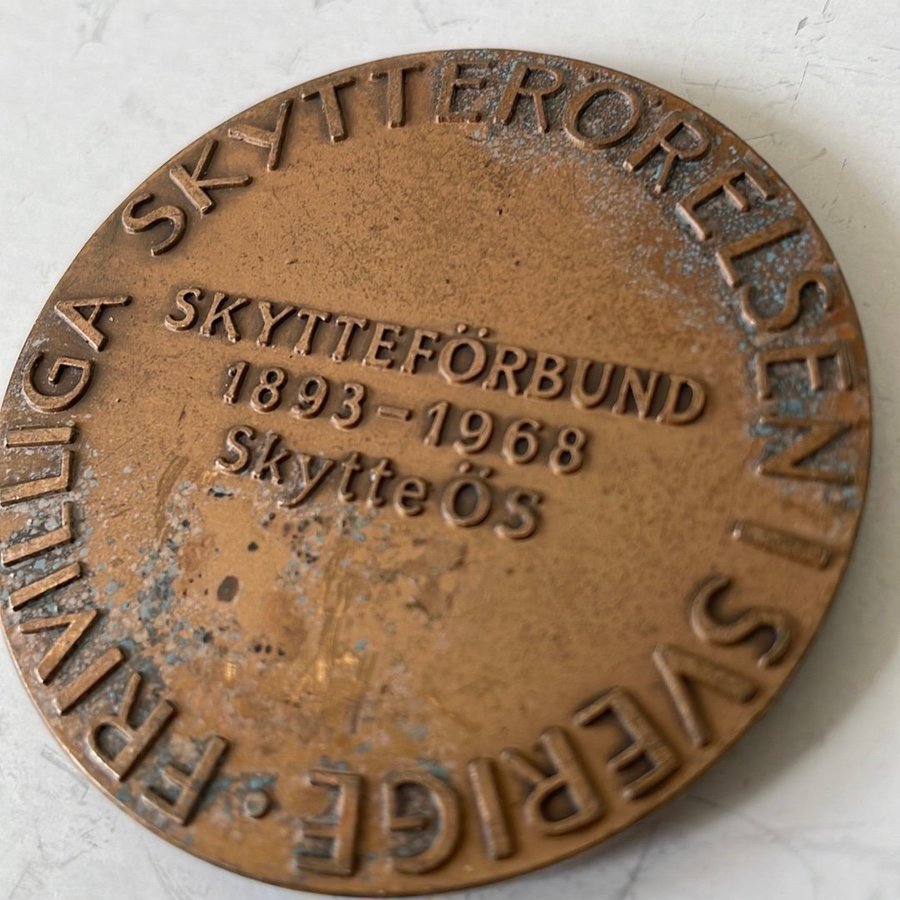 FRIVILLIGA SKYTTERÖRELSEN I SVERIGE ·
SKYTTEFÖRBUND
1893-1968
SkytteÖS